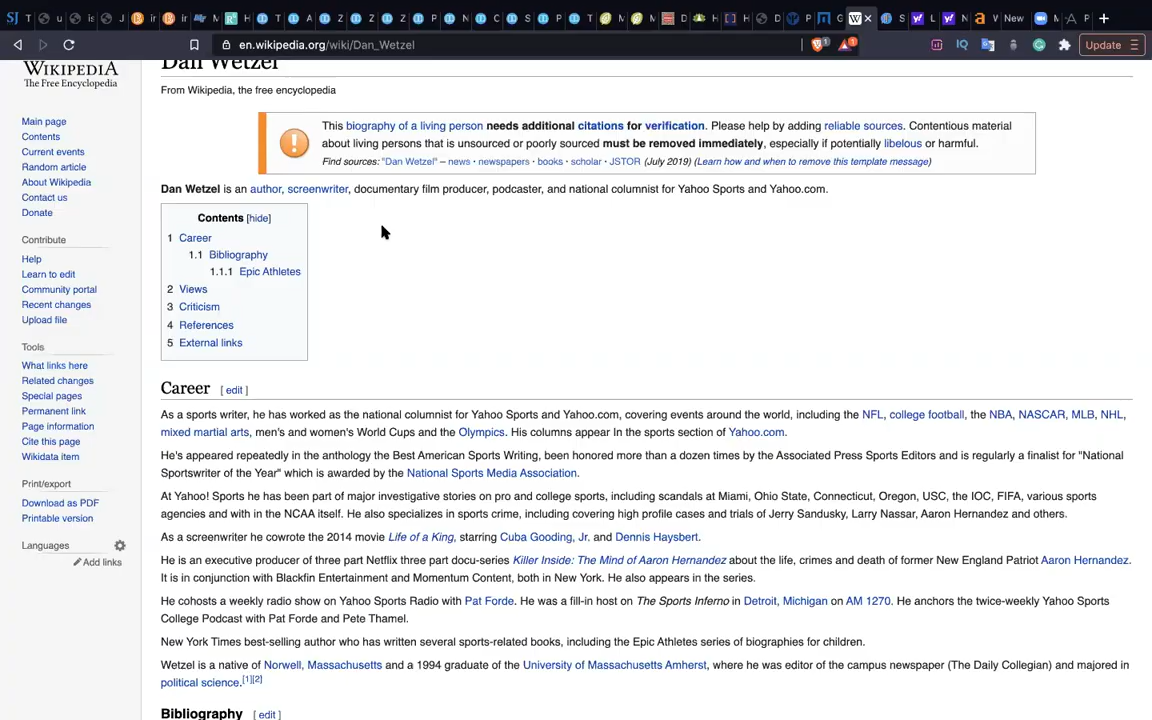 SJ T u is J ir ir M R H T A Z Z Z P N C S T M M D H H D P P W S L N a W New Z A P
en.wikipedia.org/wiki/Dan_Wetzel
1
1
IQ
Update
WIKIPEDIA
The Free Encyclopedia
Main page
Contents
Current events
Random article
About Wikipedia
Contact us
Donate
Contribute
Help
Learn to edit
Community portal
Recent changes
Upload file
Tools
What links here
Related changes
Special pages
Permanent link
Page information
Cite this page
Wikidata item
Print/export
Download as PDF
Printable version
Languages
Add links
Dan Wetzel
From Wikipedia, the free encyclopedia
This biography of a living person needs additional citations for verification. Please help by adding reliable sources. Contentious material
about living persons that is unsourced or poorly sourced must be removed immediately, especially if potentially libelous or harmful.
Find sources: "Dan Wetzel" – news · newspapers · books · scholar · JSTOR (July 2019) (Learn how and when to remove this template message)
Dan Wetzel is an author, screenwriter, documentary film producer, podcaster, and national columnist for Yahoo Sports and Yahoo.com.
Contents [hide]
1 Career
1.1 Bibliography
1.1.1 Epic Athletes
2 Views
3 Criticism
4 References
5 External links
Career [ edit ]
As a sports writer, he has worked as the national columnist for Yahoo Sports and Yahoo.com, covering events around the world, including the NFL, college football, the NBA, NASCAR, MLB, NHL,
mixed martial arts, men's and women's World Cups and the Olympics. His columns appear In the sports section of Yahoo.com.
He's appeared repeatedly in the anthology the Best American Sports Writing, been honored more than a dozen times by the Associated Press Sports Editors and is regularly a finalist for "National
Sportswriter of the Year" which is awarded by the National Sports Media Association.
At Yahoo! Sports he has been part of major investigative stories on pro and college sports, including scandals at Miami, Ohio State, Connecticut, Oregon, USC, the IOC, FIFA, various sports
agencies and with in the NCAA itself. He also specializes in sports crime, including covering high profile cases and trials of Jerry Sandusky, Larry Nassar, Aaron Hernandez and others.
As a screenwriter he cowrote the 2014 movie Life of a King, starring Cuba Gooding, Jr. and Dennis Haysbert.
He is an executive producer of three part Netflix three part docu-series Killer Inside: The Mind of Aaron Hernandez about the life, crimes and death of former New England Patriot Aaron Hernandez.
It is in conjunction with Blackfin Entertainment and Momentum Content, both in New York. He also appears in the series.
He cohosts a weekly radio show on Yahoo Sports Radio with Pat Forde. He was a fill-in host on The Sports Inferno in Detroit, Michigan on AM 1270. He anchors the twice-weekly Yahoo Sports
College Podcast with Pat Forde and Pete Thamel.
New York Times best-selling author who has written several sports-related books, including the Epic Athletes series of biographies for children.
Wetzel is a native of Norwell, Massachusetts and a 1994 graduate of the University of Massachusetts Amherst, where he was editor of the campus newspaper (The Daily Collegian) and majored in
political science.[1][2]
Bibliography [ edit ]